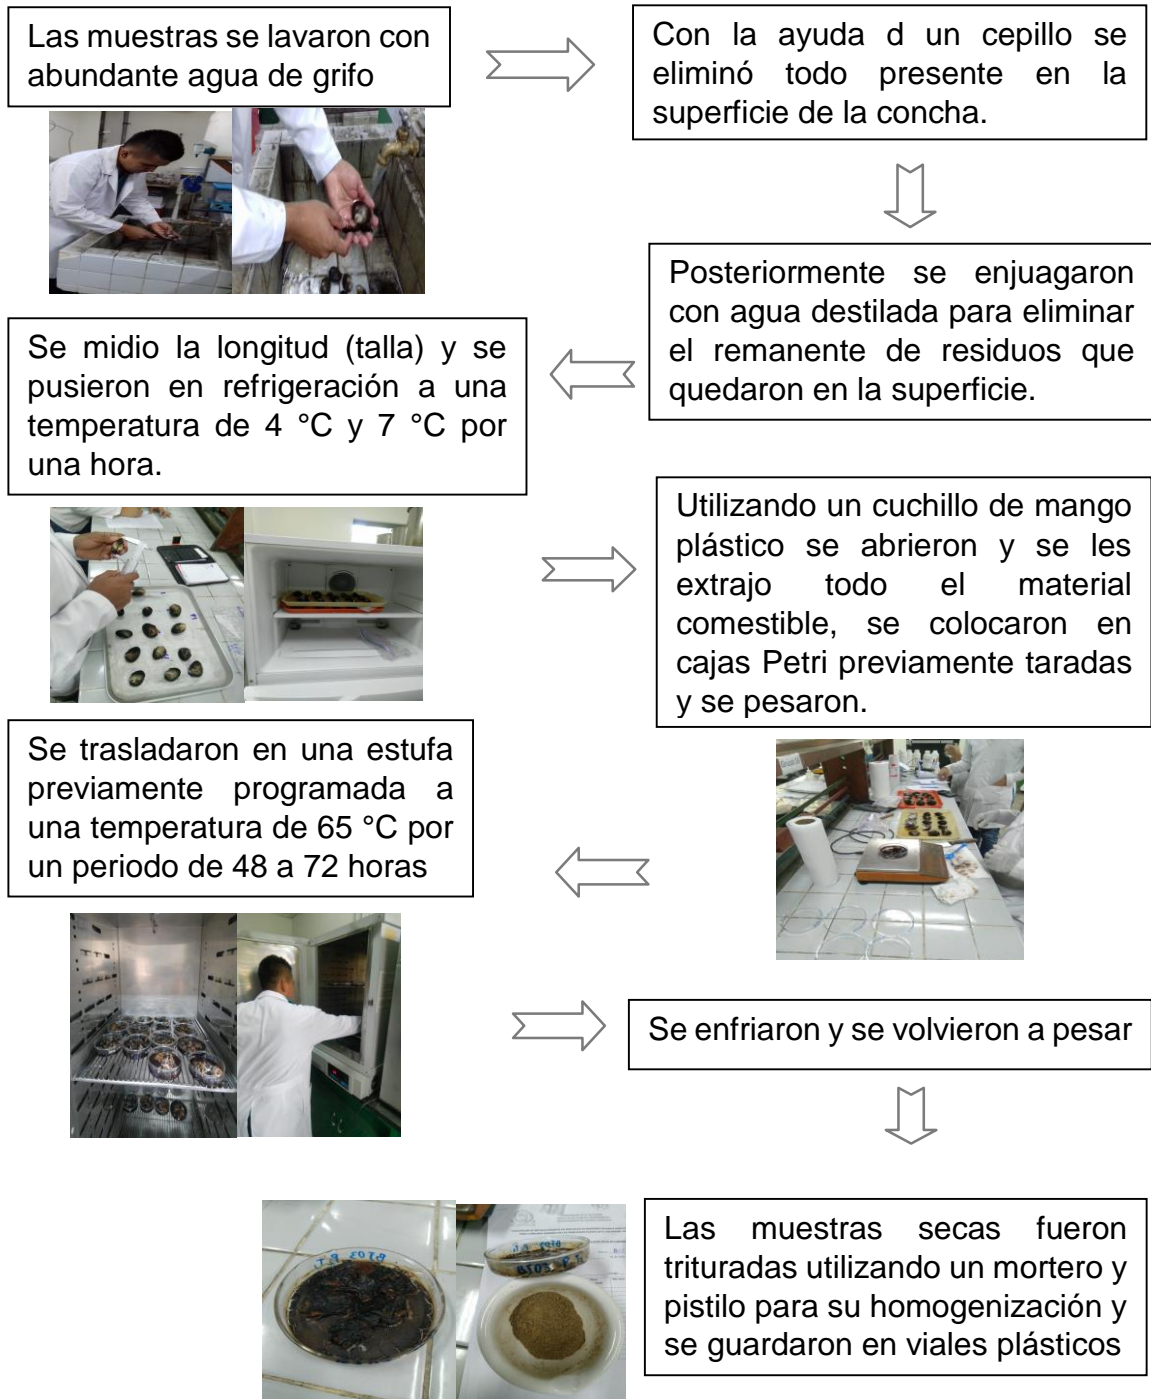 Las muestras se lavaron con
abundante agua de grifo
Con la ayuda d un cepillo se
eliminó todo presente en la
superficie de la concha.
Posteriormente se enjuagaron
con agua destilada para eliminar
el remanente de residuos que
quedaron en la superficie.
Se midio la longitud (talla) y se
pusieron en refrigeración a una
temperatura de 4 °C y 7 °C por
una hora.
Utilizando un cuchillo de mango
plástico se abrieron y se les
extrajo todo el material
comestible, se colocaron en
cajas Petri previamente taradas
y se pesaron.
Se trasladaron en una estufa
previamente programada a
una temperatura de 65 °C por
un periodo de 48 a 72 horas
Se enfriaron y se volvieron a pesar
Las muestras secas fueron
trituradas utilizando un mortero y
pistilo para su homogenización y
se guardaron en viales plásticos